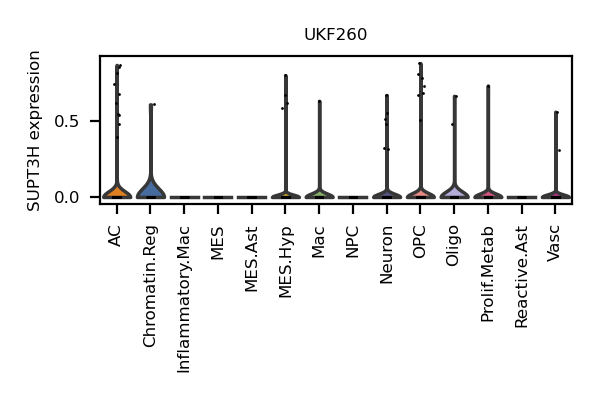 UKF260
SUPT3H expression
0.5
0.0
AC
Chromatin.Reg
Inflammatory.Mac
MES
MES.Ast
MES.Hyp
Mac
NPC
Neuron
OPC
Oligo
Prolif.Metab
Reactive.Ast
Vasc